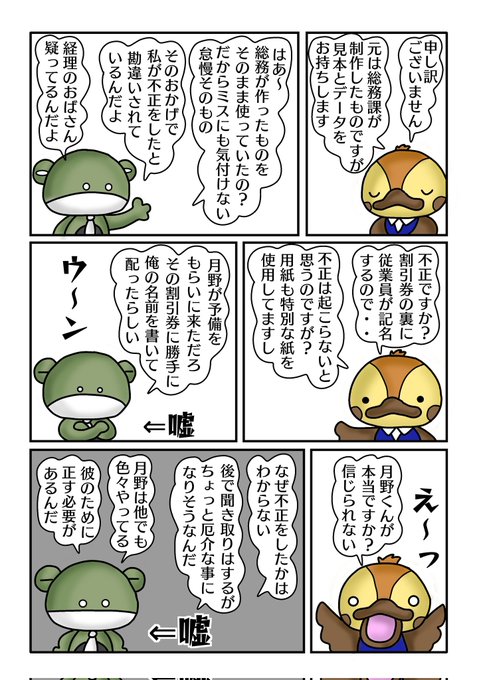 申し訳
ございません
元は総務課が
制作したものですが
見本とデータを
お持ちします
はあ～
総務が作ったものを
そのまま使っていたの？
だからミスにも気付けない
怠慢そのもの
そのおかげで
私が不正をしたと
勘違いされて
いるんだよ
経理のおばさん
疑ってるんだよ
不正ですか？
割引券の裏に
従業員が記名
するので・・
不正は起こらないと
思うのですが？
用紙も特別な紙を
使用してますし
月野が予備を
もらいに来ただろ
その割引券に勝手に
俺の名前を書いて
配ったらしい
ウ～ン
⇐嘘
月野くんが
本当ですか？
信じられない
え～っ
なぜ不正をしたかは
わからない
後で聞き取りはするが
ちょっと厄介な事に
なりそうなんだ
月野は他でも
色々やってる
彼のために
正す必要が
あるんだ
⇐嘘